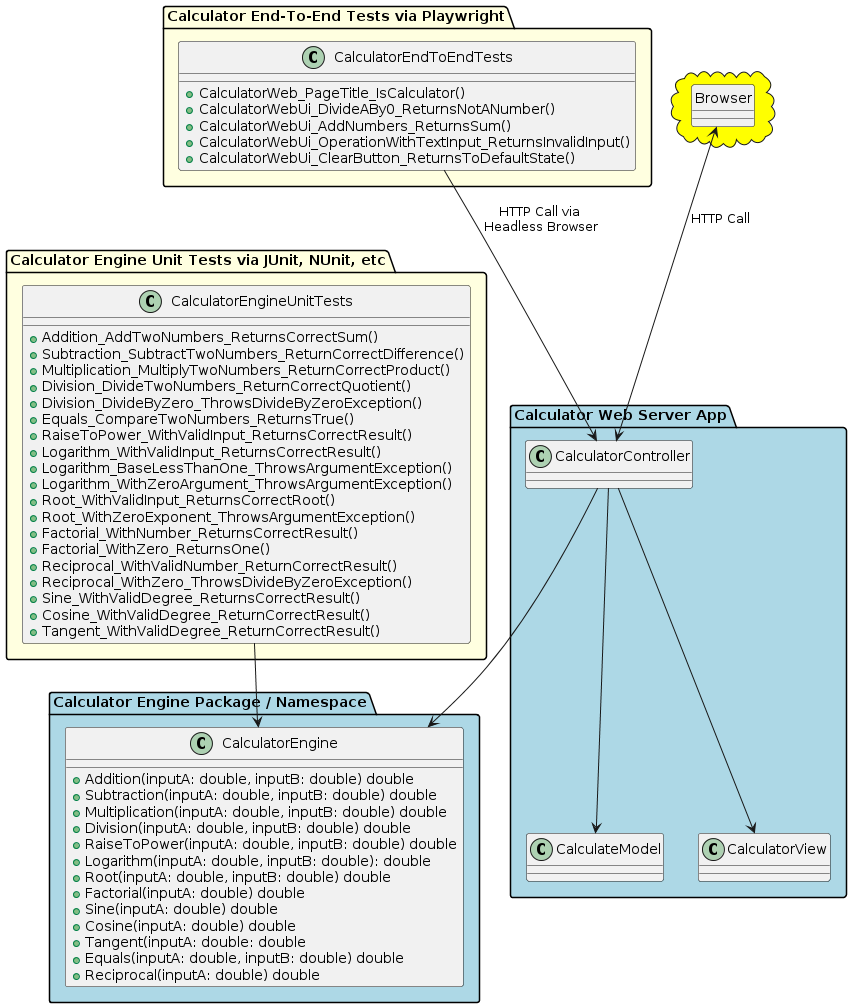 Calculator End-To-End Tests via Playwright
C CalculatorEndToEndTests
CalculatorWeb_PageTitle_IsCalculator()
CalculatorWebUi_DivideABy0_ReturnsNotANumber()
CalculatorWebUi_AddNumbers_ReturnsSum()
CalculatorWebUi_OperationWithTextInput_ReturnsInvalidInput()
CalculatorWebUi_ClearButton_ReturnsToDefaultState()
Browser
HTTP Call via
Headless Browser
HTTP Call
Calculator Engine Unit Tests via JUnit, NUnit, etc
C CalculatorEngineUnitTests
Addition_AddTwoNumbers_ReturnsCorrectSum()
Subtraction_SubtractTwoNumbers_ReturnCorrectDifference()
Multiplication_MultiplyTwoNumbers_ReturnCorrectProduct()
Division_DivideTwoNumbers_ReturnCorrectQuotient()
Division_DivideByZero_ThrowsDivideByZeroException()
Equals_CompareTwoNumbers_ReturnsTrue()
RaiseToPower_WithValidInput_ReturnsCorrectResult()
Logarithm_WithValidInput_ReturnsCorrectResult()
Logarithm_BaseLessThanOne_ThrowsArgumentException()
Logarithm_WithZeroArgument_ThrowsArgumentException()
Root_WithValidInput_ReturnsCorrectRoot()
Root_WithZeroExponent_ThrowsArgumentException()
Factorial_WithNumber_ReturnsCorrectResult()
Factorial_WithZero_ReturnsOne()
Reciprocal_WithValidNumber_ReturnCorrectResult()
Reciprocal_WithZero_ThrowsDivideByZeroException()
Sine_WithValidDegree_ReturnsCorrectResult()
Cosine_WithValidDegree_ReturnCorrectResult()
Tangent_WithValidDegree_ReturnCorrectResult()
Calculator Web Server App
C CalculatorController
Calculator Engine Package / Namespace
C CalculatorEngine
Addition(inputA: double, inputB: double) double
Subtraction(inputA: double, inputB: double) double
Multiplication(inputA: double, inputB: double) double
Division(inputA: double, inputB: double) double
RaiseToPower(inputA: double, inputB: double) double
Logarithm(inputA: double, inputB: double): double
Root(inputA: double, inputB: double) double
Factorial(inputA: double) double
Sine(inputA: double) double
Cosine(inputA: double) double
Tangent(inputA: double: double
Equals(inputA: double, inputB: double) double
Reciprocal(inputA: double) double
C CalculateModel
C CalculatorView